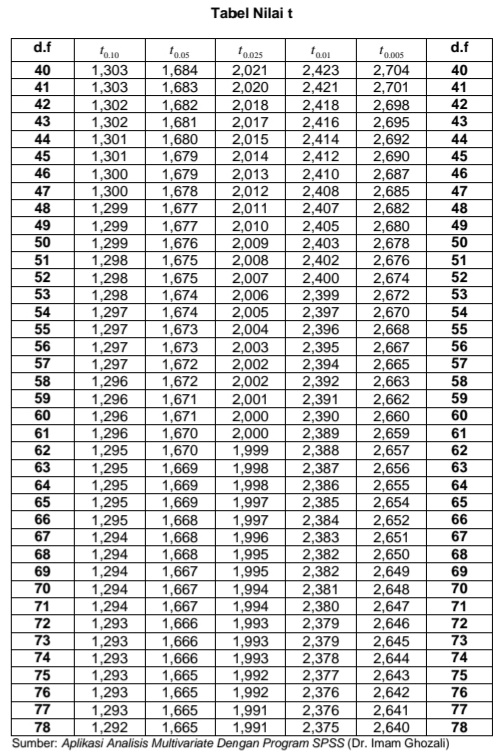 Tabel Nilai t
d.f t0.10 t0.05 t0.025 t0.01 t0.005 d.f
40 1,303 1,684 2,021 2,423 2,704 40
41 1,303 1,683 2,020 2,421 2,701 41
42 1,302 1,682 2,018 2,418 2,698 42
43 1,302 1,681 2,017 2,416 2,695 43
44 1,301 1,680 2,015 2,414 2,692 44
45 1,301 1,679 2,014 2,412 2,690 45
46 1,300 1,679 2,013 2,410 2,687 46
47 1,300 1,678 2,012 2,408 2,685 47
48 1,299 1,677 2,011 2,407 2,682 48
49 1,299 1,677 2,010 2,405 2,680 49
50 1,299 1,676 2,009 2,403 2,678 50
51 1,298 1,675 2,008 2,402 2,676 51
52 1,298 1,675 2,007 2,400 2,674 52
53 1,298 1,674 2,006 2,399 2,672 53
54 1,297 1,674 2,005 2,397 2,670 54
55 1,297 1,673 2,004 2,396 2,668 55
56 1,297 1,673 2,003 2,395 2,667 56
57 1,297 1,672 2,002 2,394 2,665 57
58 1,296 1,672 2,002 2,392 2,663 58
59 1,296 1,671 2,001 2,391 2,662 59
60 1,296 1,671 2,000 2,390 2,660 60
61 1,296 1,670 2,000 2,389 2,659 61
62 1,295 1,670 1,999 2,388 2,657 62
63 1,295 1,669 1,998 2,387 2,656 63
64 1,295 1,669 1,998 2,386 2,655 64
65 1,295 1,669 1,997 2,385 2,654 65
66 1,295 1,668 1,997 2,384 2,652 66
67 1,294 1,668 1,996 2,383 2,651 67
68 1,294 1,668 1,995 2,382 2,650 68
69 1,294 1,667 1,995 2,382 2,649 69
70 1,294 1,667 1,994 2,381 2,648 70
71 1,294 1,667 1,994 2,380 2,647 71
72 1,293 1,666 1,993 2,379 2,646 72
73 1,293 1,666 1,993 2,379 2,645 73
74 1,293 1,666 1,993 2,378 2,644 74
75 1,293 1,665 1,992 2,377 2,643 75
76 1,293 1,665 1,992 2,376 2,642 76
77 1,293 1,665 1,991 2,376 2,641 77
78 1,292 1,665 1,991 2,375 2,640 78
Sumber: Aplikasi Analisis Multivariate Dengan Program SPSS (Dr. Imam Ghozali)